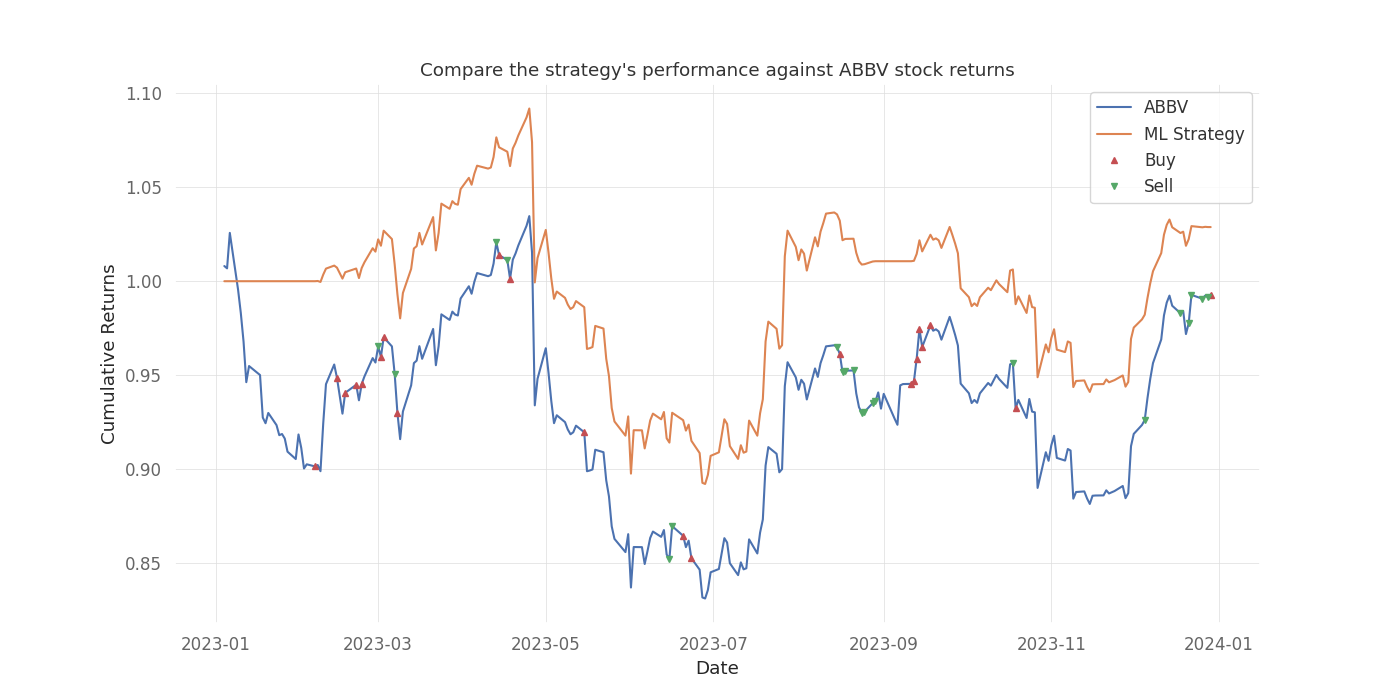 Compare the strategy's performance against ABBV stock returns
1.10
1.05
1.00
0.95
0.90
0.85
Cumulative Returns
ABBV
ML Strategy
Buy
Sell
2023-01
2023-03
2023-05
2023-07
2023-09
2023-11
2024-01
Date